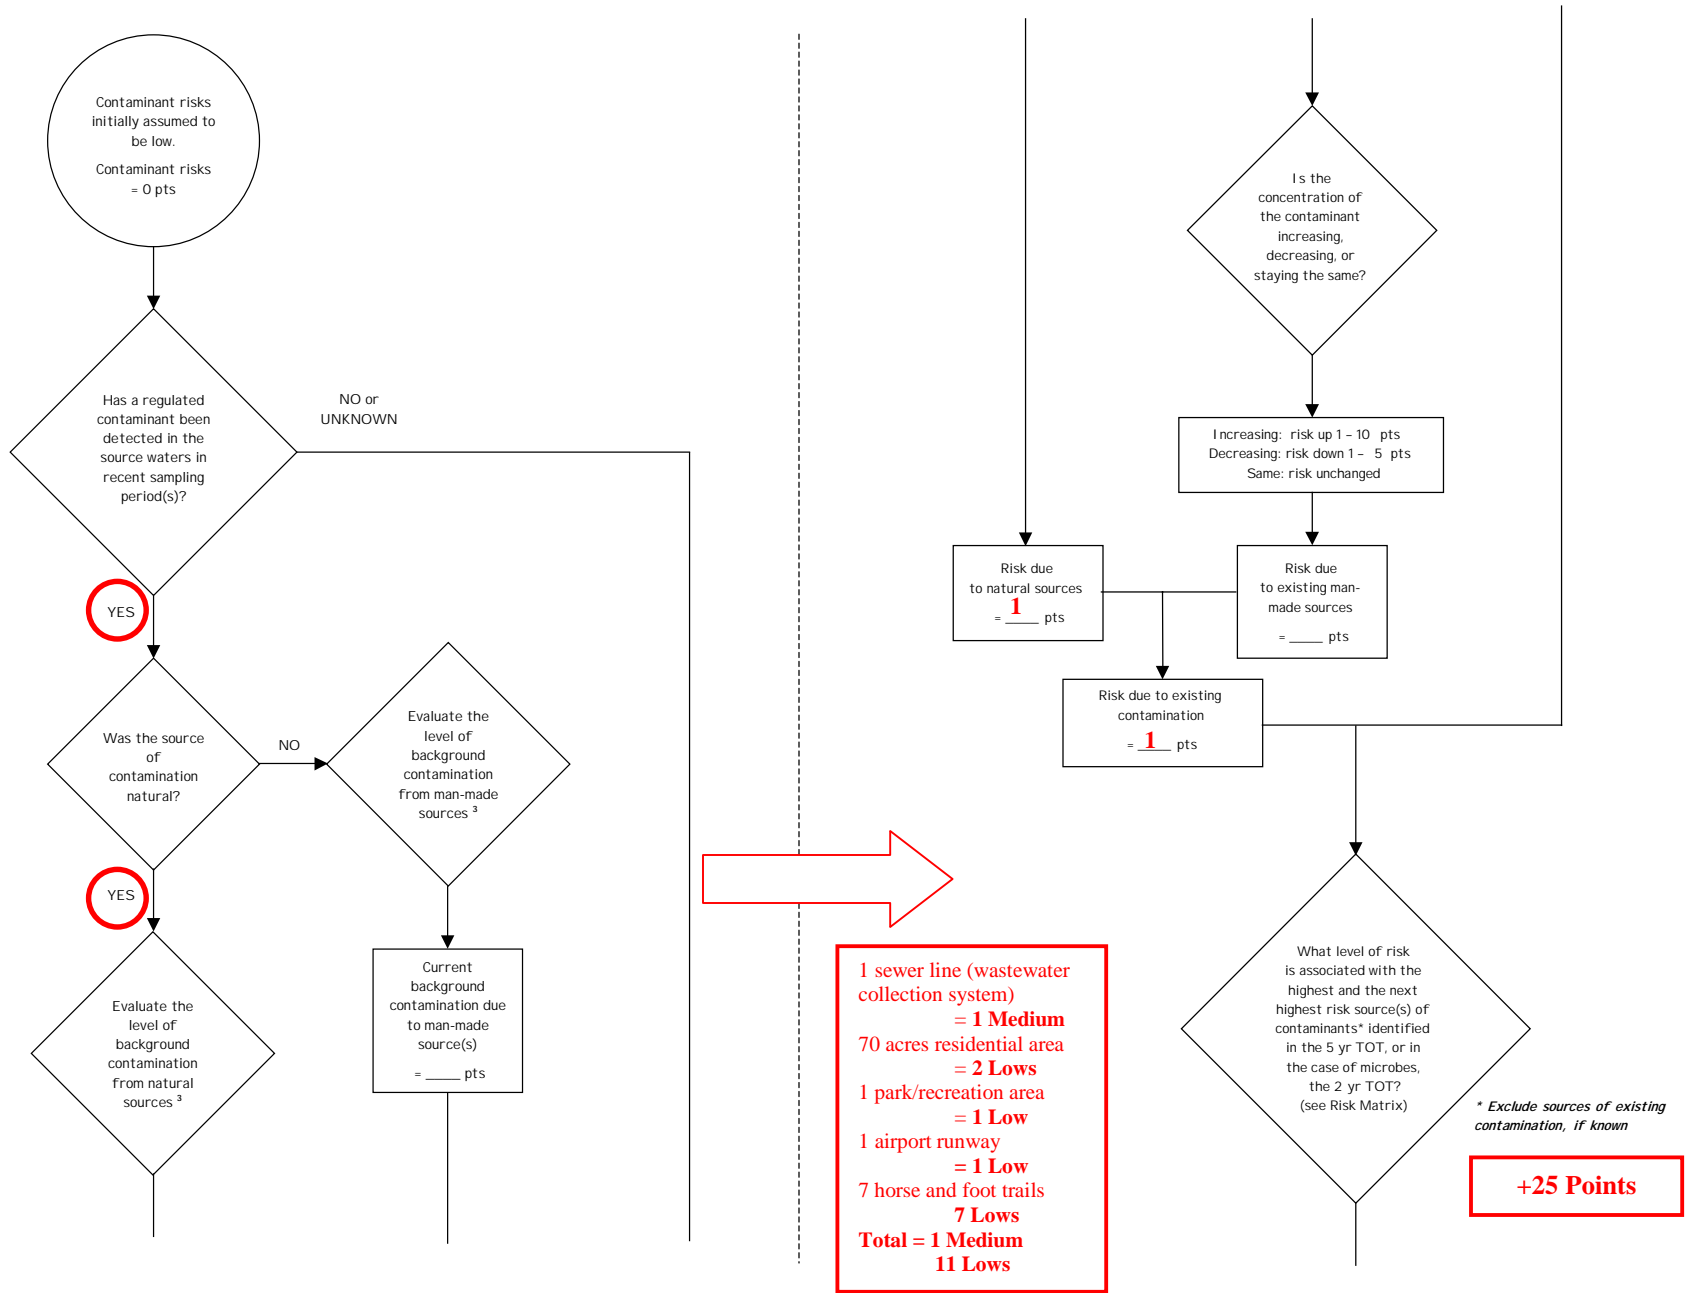 Contaminant risks
initially assumed to
be low.
Contaminant risks
= 0 pts
Has a regulated
contaminant been
detected in the
source waters in
recent sampling
period(s)?
NO or
UNKNOWN
YES
Was the source
of
contamination
natural?
NO
Evaluate the
level of
background
contamination
from man-made
sources ³
YES
Evaluate the
level of
background
contamination
from natural
sources ³
Current
background
contamination due
to man-made
source(s)
= _____ pts
Is the
concentration of
the contaminant
increasing,
decreasing, or
staying the same?
Increasing: risk up 1 – 10 pts
Decreasing: risk down 1 – 5 pts
Same: risk unchanged
Risk due
to natural sources
= __1__ pts
Risk due
to existing man-
made sources
= _____ pts
Risk due to existing
contamination
= __1__ pts
1 sewer line (wastewater
collection system)
= 1 Medium
70 acres residential area
= 2 Lows
1 park/recreation area
= 1 Low
1 airport runway
= 1 Low
7 horse and foot trails
7 Lows
Total = 1 Medium
11 Lows
What level of risk
is associated with the
highest and the next
highest risk source(s) of
contaminants* identified
in the 5 yr TOT, or in
the case of microbes,
the 2 yr TOT?
(see Risk Matrix)
* Exclude sources of existing
contamination, if known
+25 Points